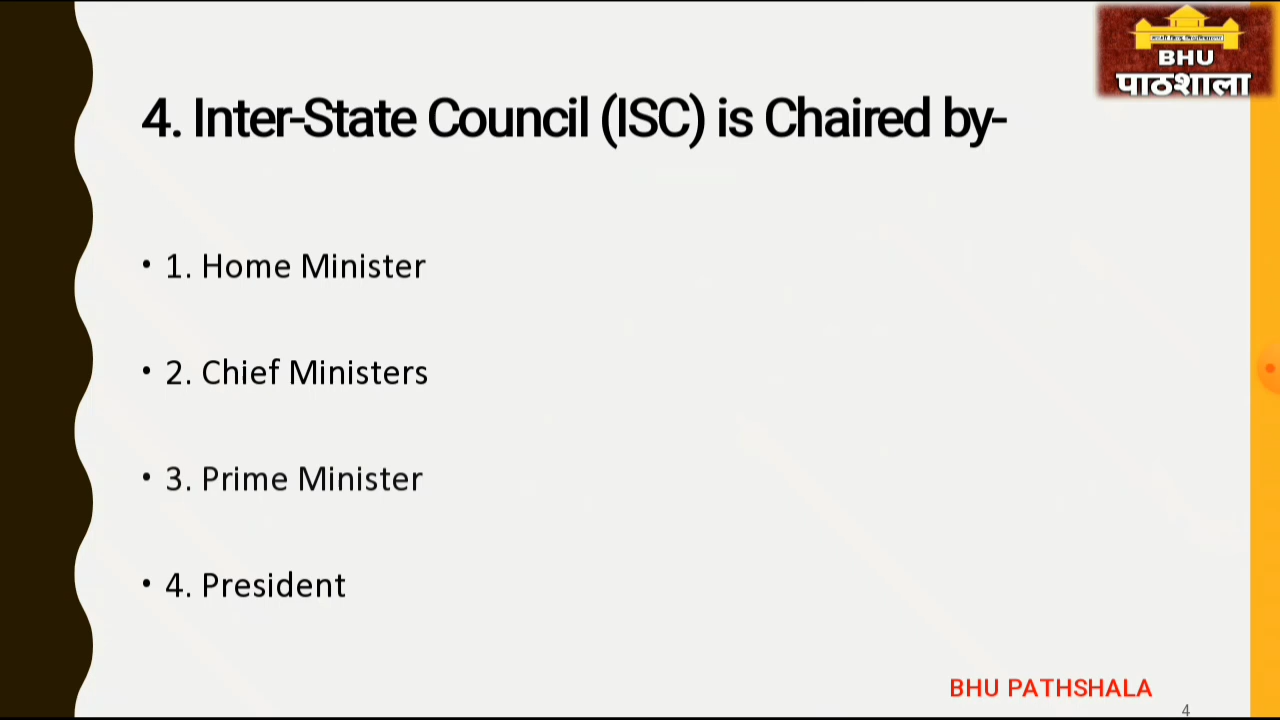 BHU
पाठशाला
4. Inter-State Council (ISC) is Chaired by-
• 1. Home Minister
• 2. Chief Ministers
• 3. Prime Minister
• 4. President
BHU PATHSHALA
4